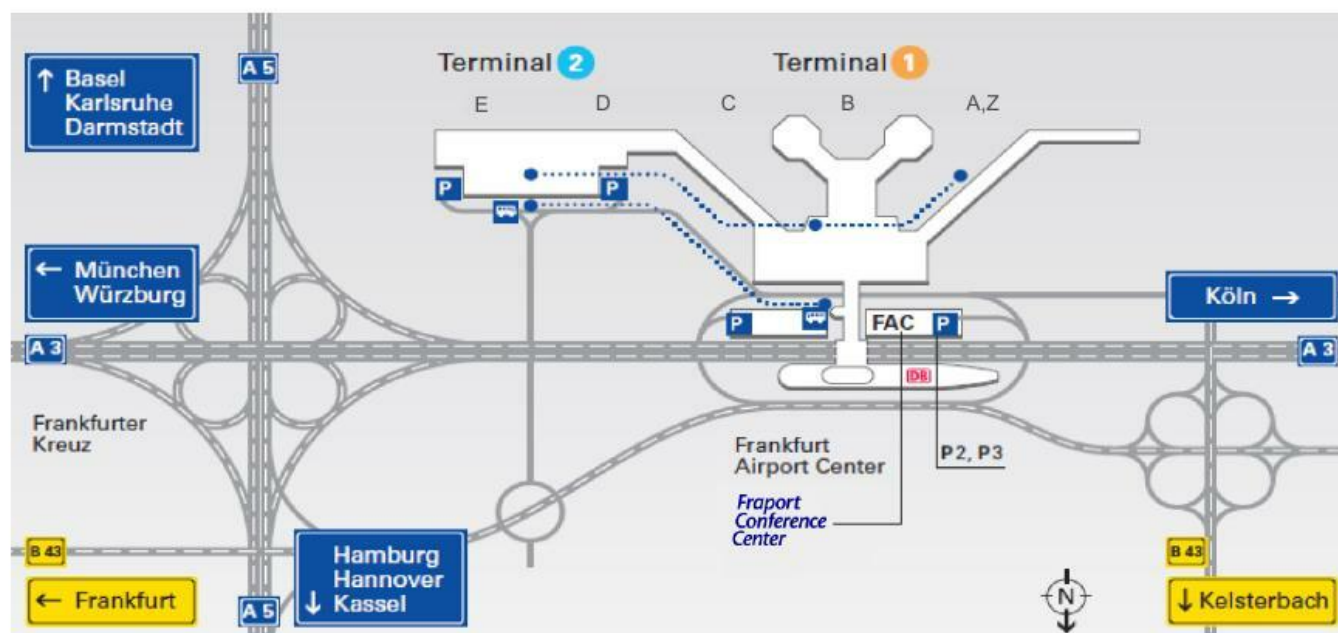 Terminal 2
Terminal 1
E
D
C
B
A,Z
A 5
↑ Basel
Karlsruhe
Darmstadt
P
P
← München
Würzburg
Köln →
P
FAC
P
A 3
A 3
DB
Frankfurter
Kreuz
Frankfurt
Airport Center
P2, P3
Fraport
Conference
Center
B 43
← Frankfurt
A 5
Hamburg
Hannover
↓ Kassel
N
B 43
↓ Kelsterbach